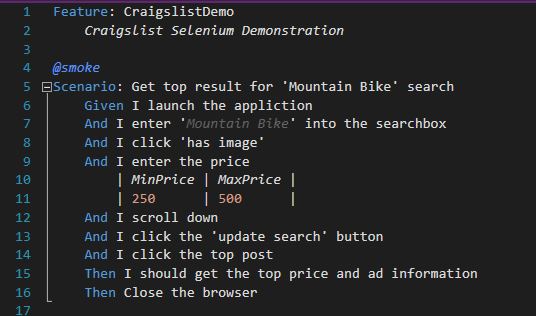 1 Feature: CraigslistDemo
2 Craigslist Selenium Demonstration
3
4 @smoke
5 Scenario: Get top result for 'Mountain Bike' search
6 Given I launch the appliction
7 And I enter 'Mountain Bike' into the searchbox
8 And I click 'has image'
9 And I enter the price
10 | MinPrice | MaxPrice |
11 | 250 | 500 |
12 And I scroll down
13 And I click the 'update search' button
14 And I click the top post
15 Then I should get the top price and ad information
16 Then Close the browser
17